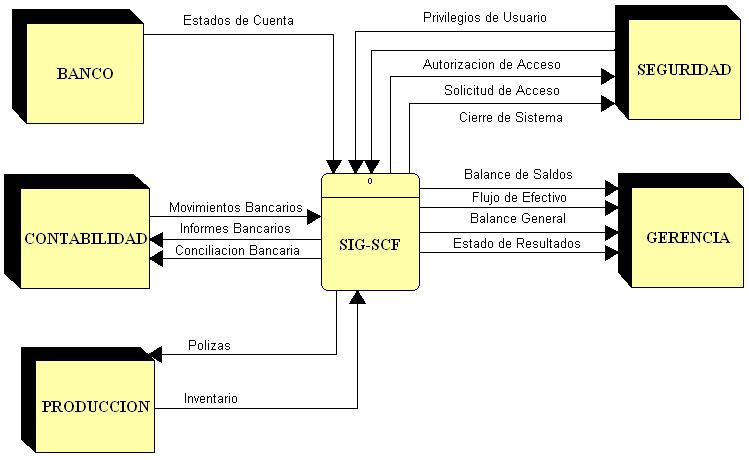 Estados de Cuenta
Privilegios de Usuario
BANCO
Autorizacion de Acceso
SEGURIDAD
Solicitud de Acceso
Cierre de Sistema
0
Balance de Saldos
Flujo de Efectivo
Movimientos Bancarios
Balance General
Informes Bancarios
CONTABILIDAD
SIG-SCF
Estado de Resultados
GERENCIA
Conciliacion Bancaria
Polizas
Inventario
PRODUCCION